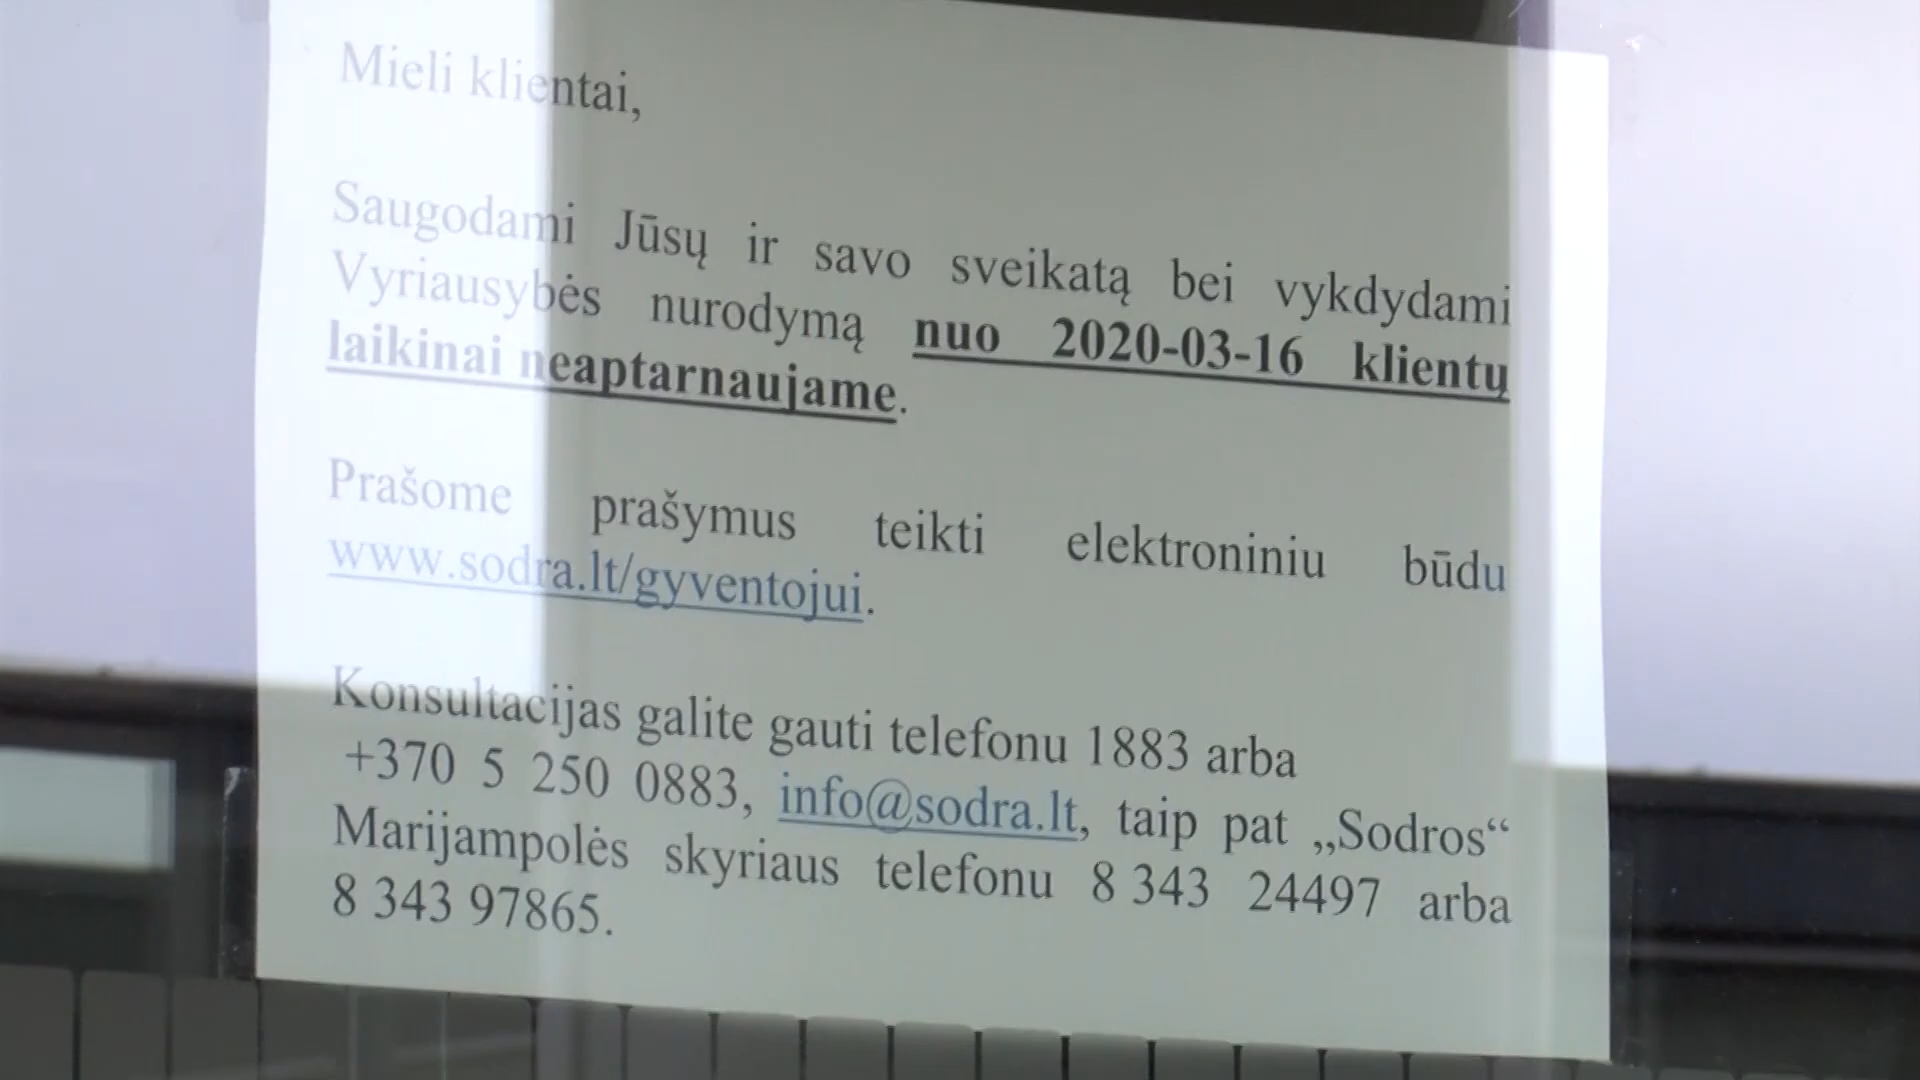 Mieli klientai,
Saugodami Jūsų ir savo sveikatą bei vykdydami
Vyriausybės nurodymą nuo 2020-03-16 klientų
laikinai neaptarnaujame.
Prašome prašymus teikti elektroniniu būdu
www.sodra.lt/gyventojui.
Konsultacijas galite gauti telefonu 1883 arba
+370 5 250 0883, info@sodra.lt, taip pat „Sodros“
Marijampolės skyriaus telefonu 8 343 24497 arba
8 343 97865.